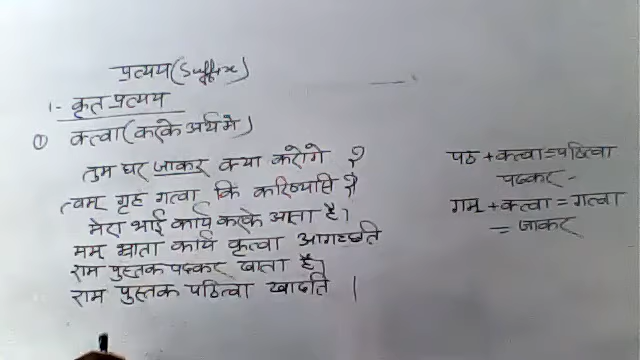 प्रत्यय(Suffix)
1- कृत प्रत्यय
① क्त्वा(करके अर्थ मे)
तुम घर जाकर क्या करोगे ?
त्वम् गृह गत्वा किं करिष्यसि ?
मेरा भाई कार्य करके आता है।
मम भ्राता कार्य कृत्वा आगच्छति
राम पुस्तक पढ़कर खाता है।
राम पुस्तक पठित्वा खादति |
पठ + क्त्वा = पठित्वा
पढ़कर -
गम् + क्त्वा = गत्वा
= जाकर